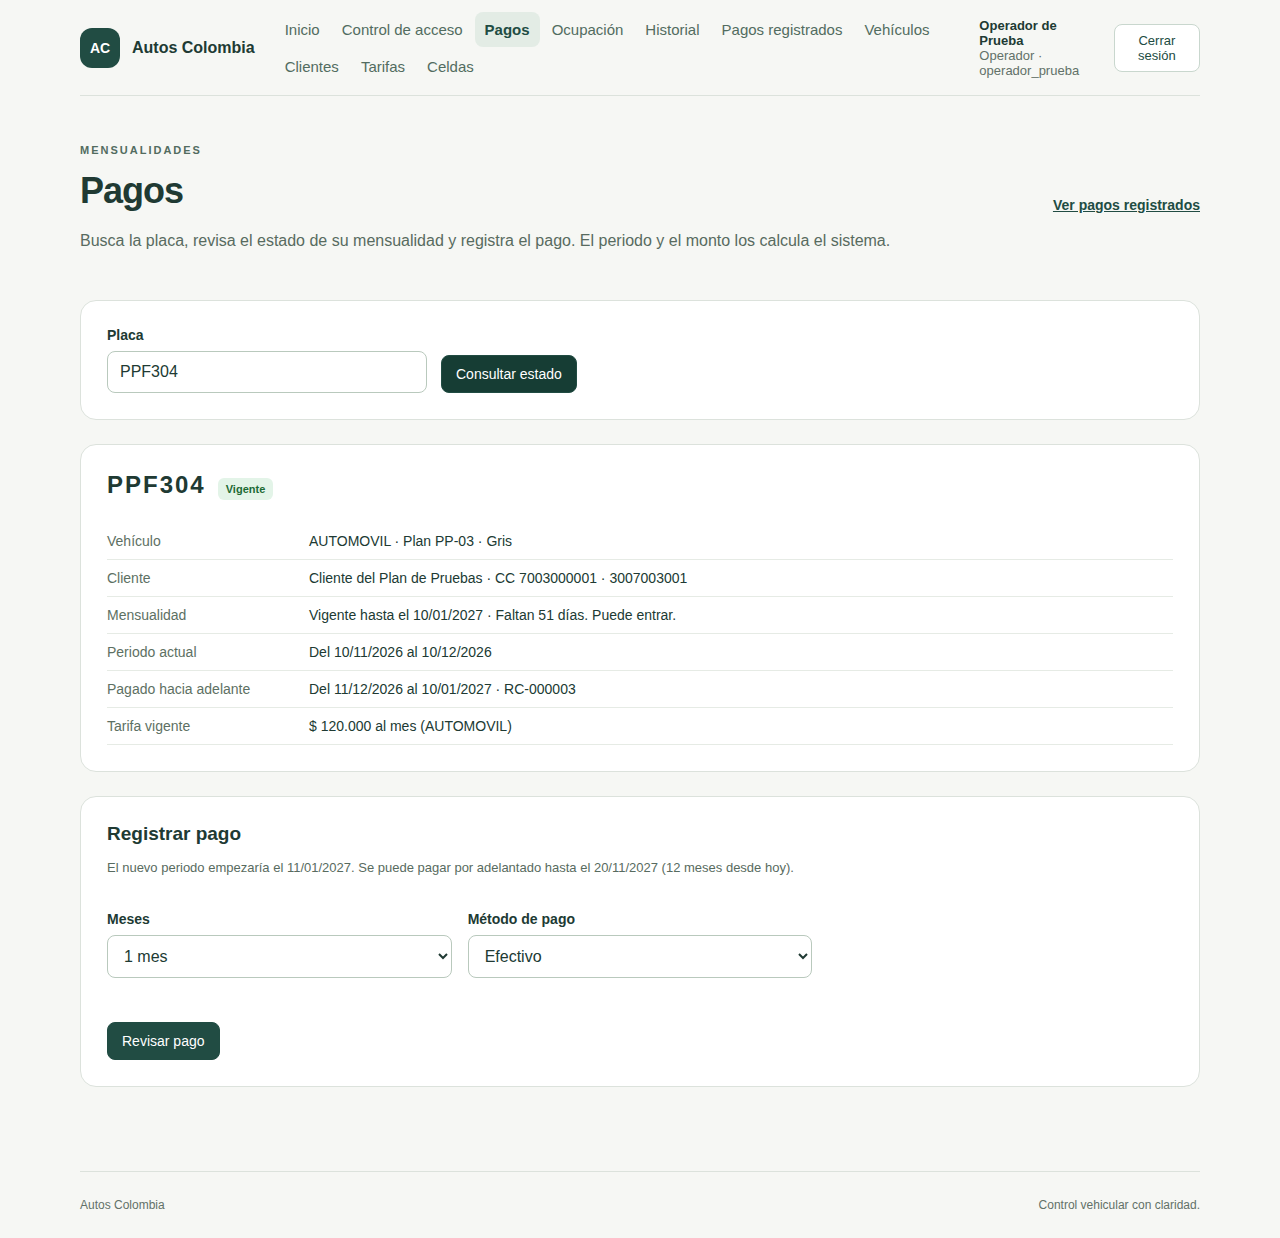 AC
Autos Colombia
Inicio
Control de acceso
Pagos
Ocupación
Historial
Pagos registrados
Vehículos
Clientes
Tarifas
Celdas
Operador de
Prueba
Operador ·
operador_prueba
Cerrar
sesión
MENSUALIDADES
Pagos
Ver pagos registrados
Busca la placa, revisa el estado de su mensualidad y registra el pago. El periodo y el monto los calcula el sistema.
Placa
PPF304
Consultar estado
PPF304 Vigente
Vehículo AUTOMOVIL · Plan PP-03 · Gris
Cliente Cliente del Plan de Pruebas · CC 7003000001 · 3007003001
Mensualidad Vigente hasta el 10/01/2027 · Faltan 51 días. Puede entrar.
Periodo actual Del 10/11/2026 al 10/12/2026
Pagado hacia adelante Del 11/12/2026 al 10/01/2027 · RC-000003
Tarifa vigente $ 120.000 al mes (AUTOMOVIL)
Registrar pago
El nuevo periodo empezaría el 11/01/2027. Se puede pagar por adelantado hasta el 20/11/2027 (12 meses desde hoy).
Meses
1 mes
Método de pago
Efectivo
Revisar pago
Autos Colombia
Control vehicular con claridad.